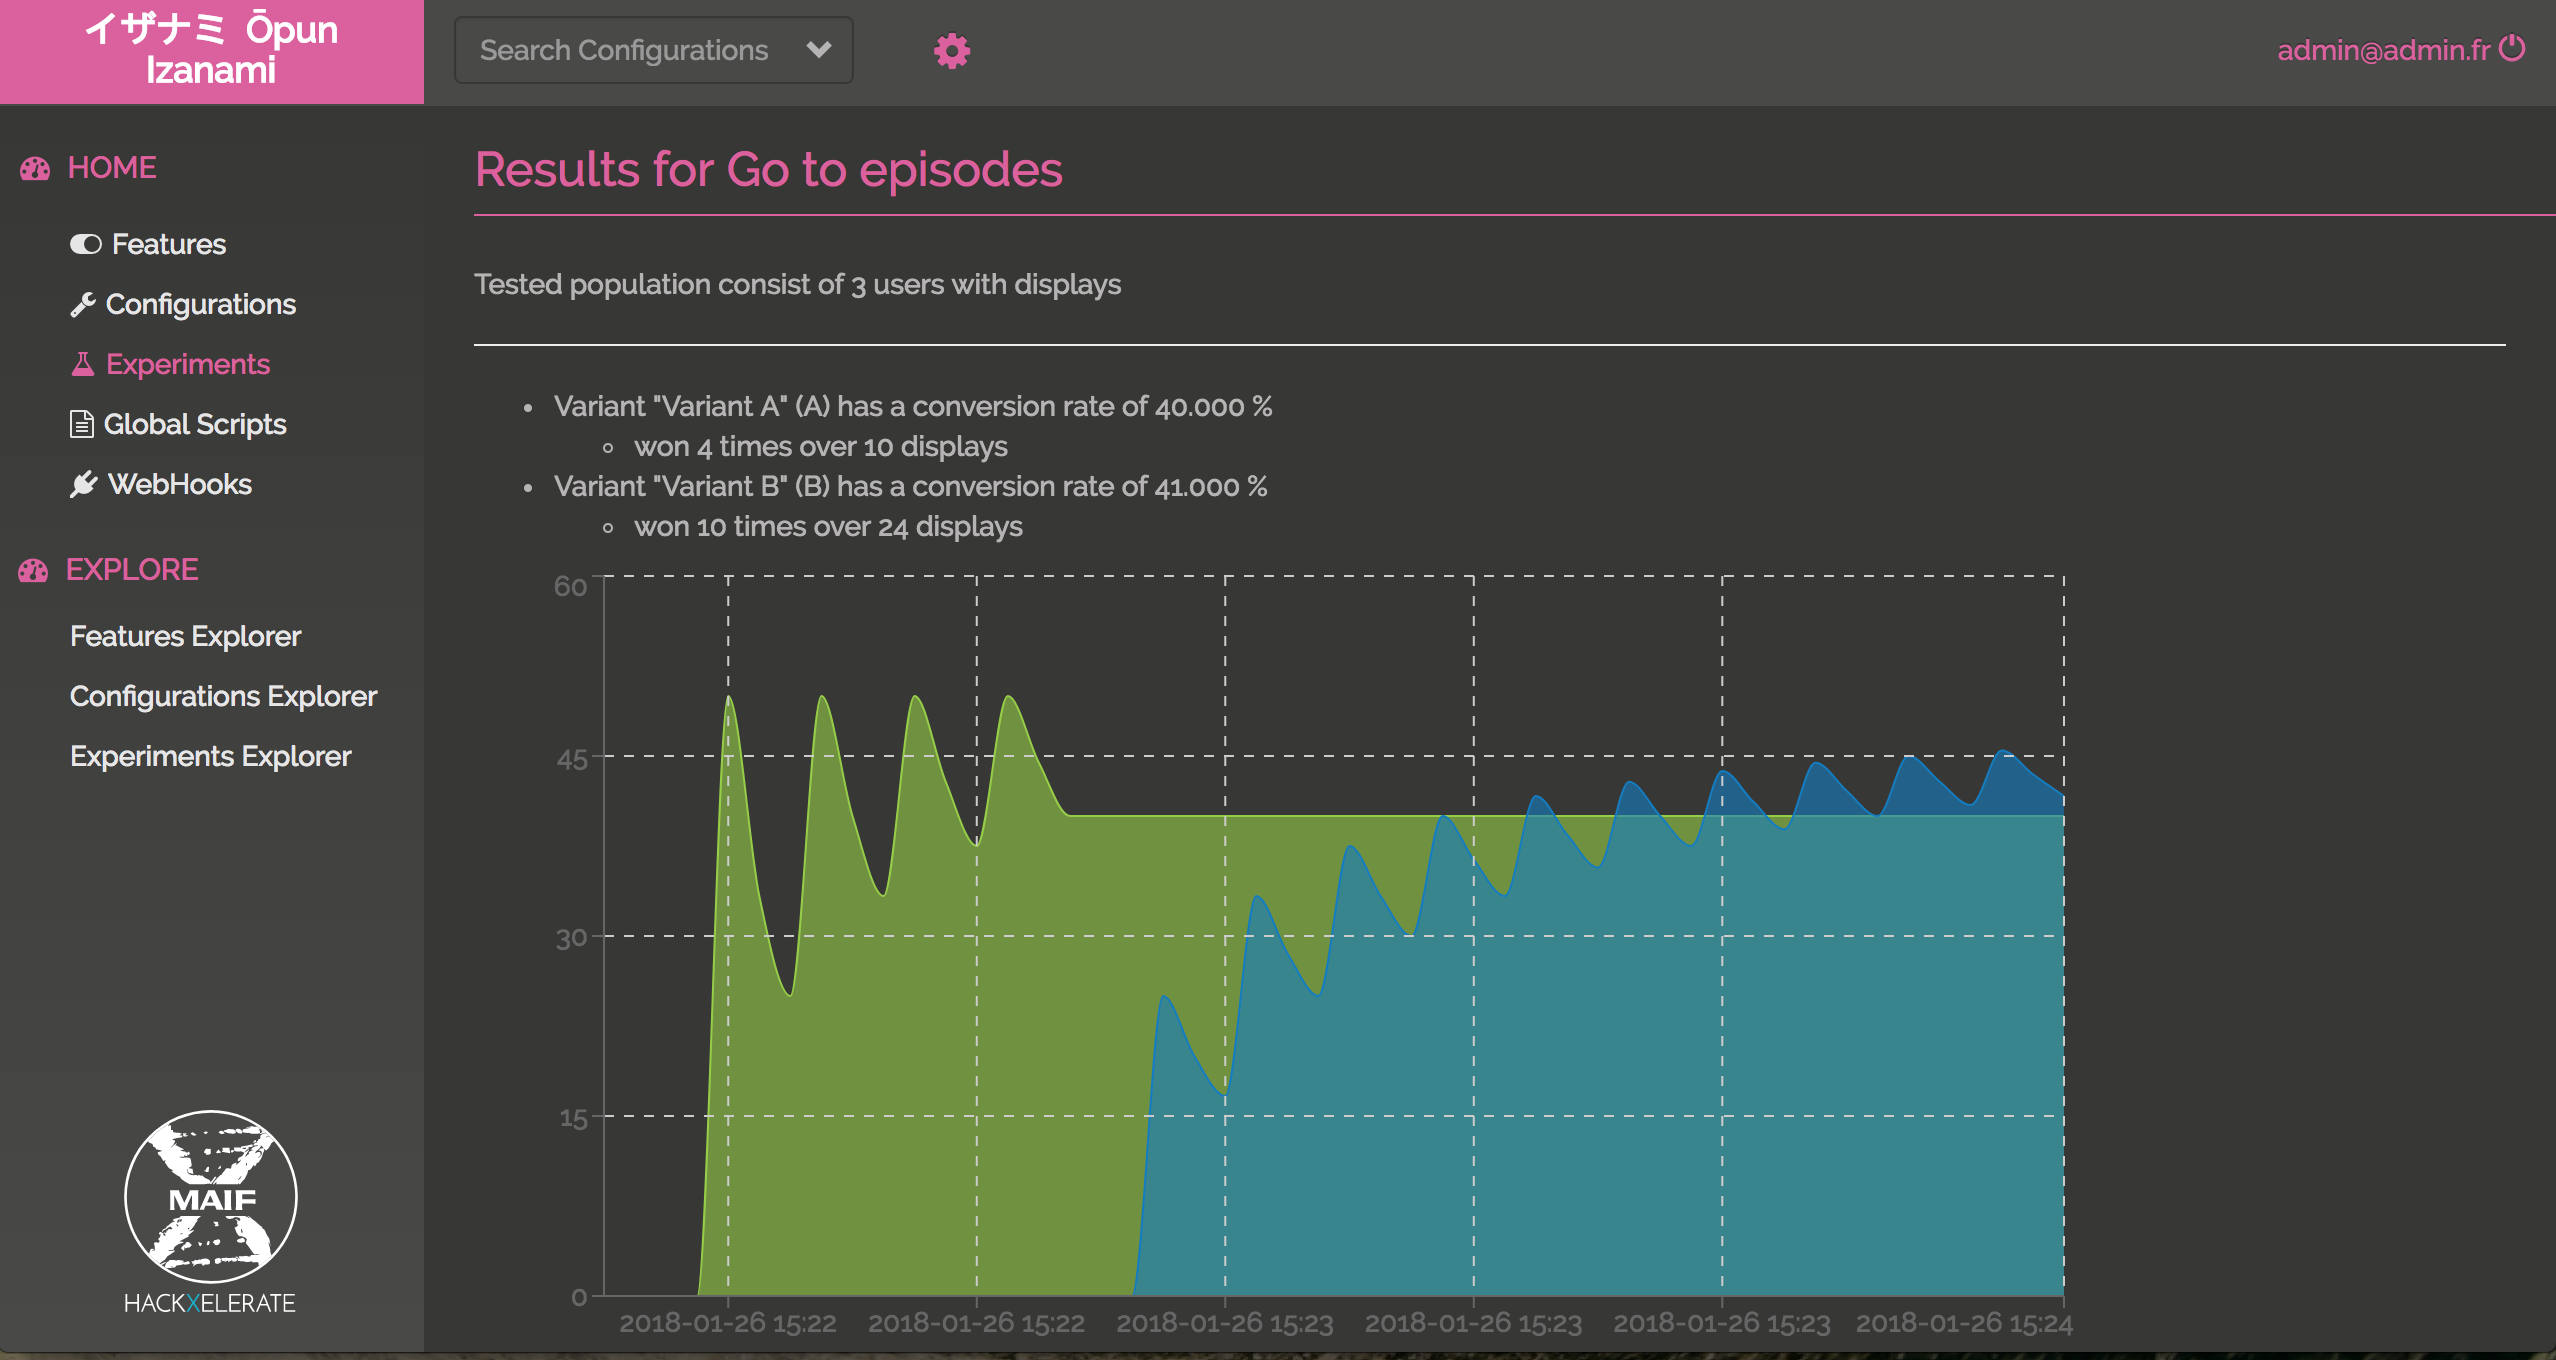 イザナミ Ōpun
Izanami
Search Configurations
admin@admin.fr
HOME
Features
Configurations
Experiments
Global Scripts
WebHooks
EXPLORE
Features Explorer
Configurations Explorer
Experiments Explorer
MAIF
HACKXELERATE
Results for Go to episodes
Tested population consist of 3 users with displays
Variant "Variant A" (A) has a conversion rate of 40.000 %
won 4 times over 10 displays
Variant "Variant B" (B) has a conversion rate of 41.000 %
won 10 times over 24 displays
60
45
30
15
0
2018-01-26 15:22 2018-01-26 15:22 2018-01-26 15:23 2018-01-26 15:23 2018-01-26 15:23 2018-01-26 15:24